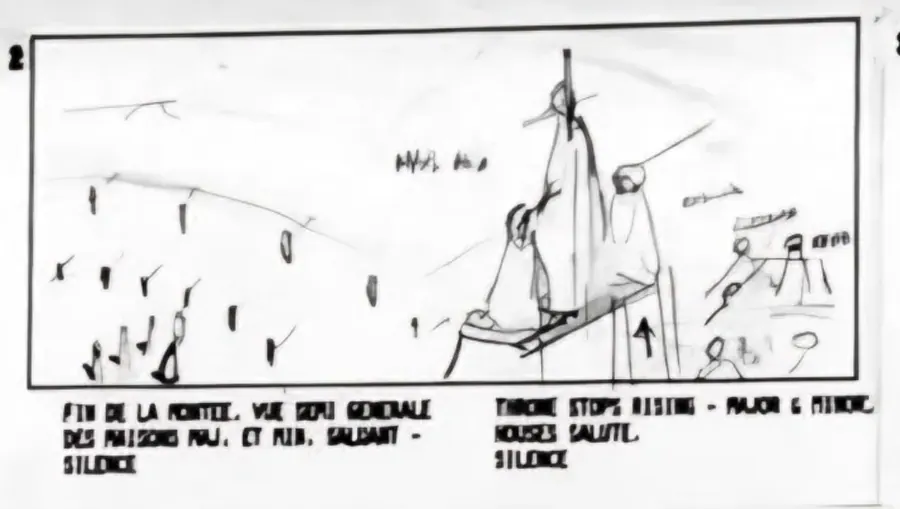 2
FIN DE LA MONTEE. VUE SEMI GENERALE
DES MAISONS MAJ. ET MIN. SALUANT -
SILENCE
THRONE STOPS RISING - MAJOR & MINOR
HOUSES SALUTE.
SILENCE